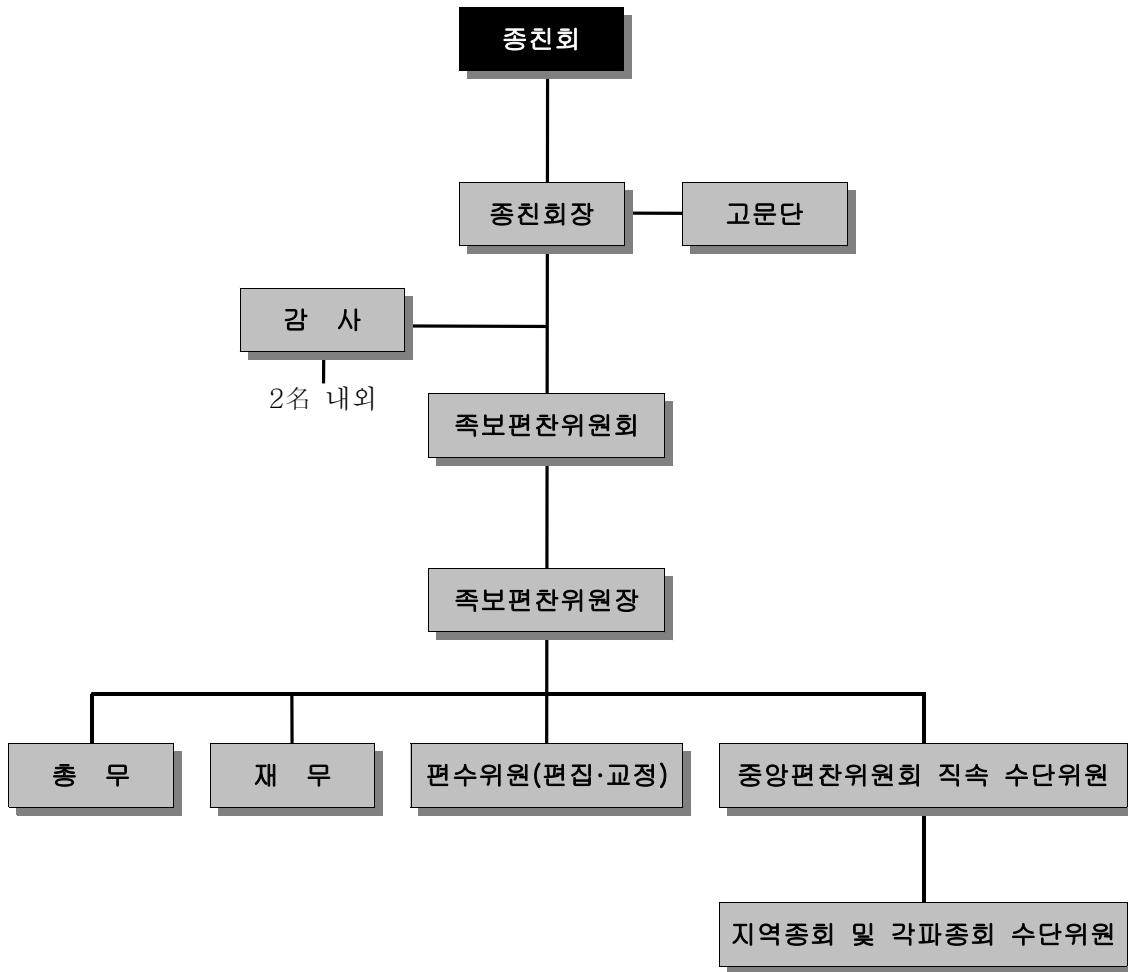 종친회
종친회장
고문단
감 사
2名 내외
족보편찬위원회
족보편찬위원장
총 무
재 무
편수위원(편집·교정)
중앙편찬위원회 직속 수단위원
지역종회 및 각파종회 수단위원